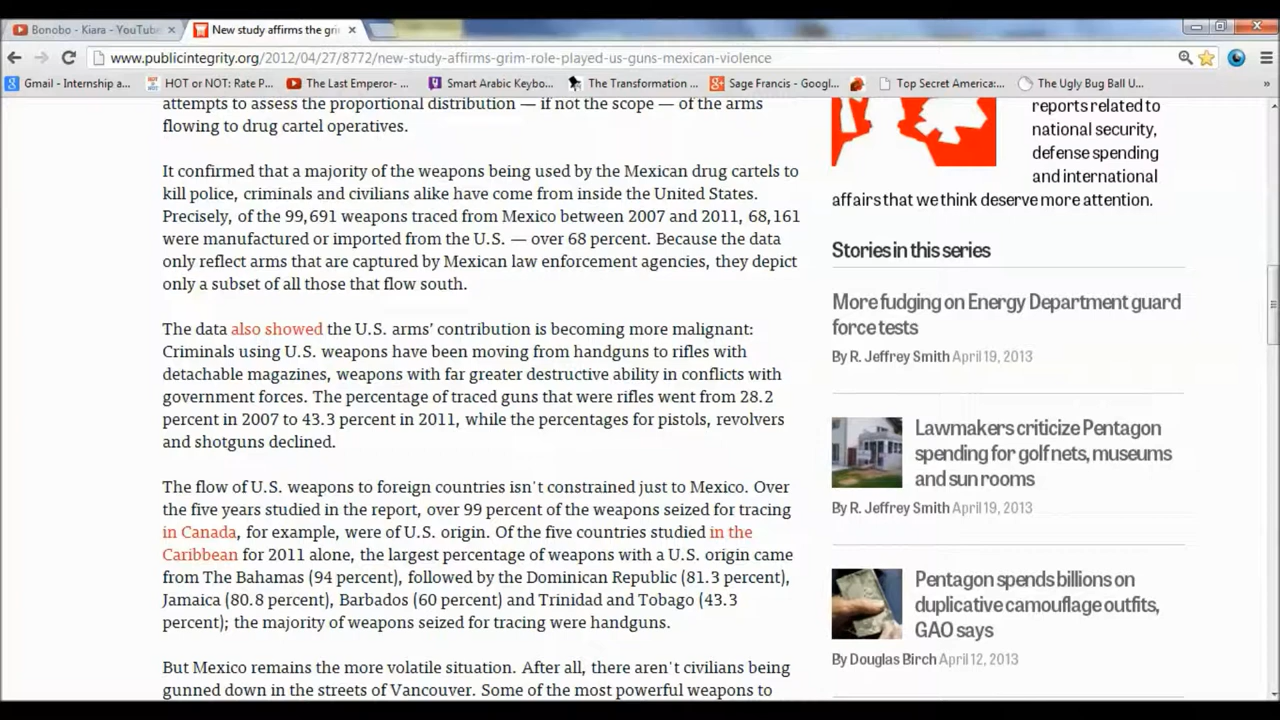 Bonobo - Kiara - YouTube
New study affirms the gri
www.publicintegrity.org/2012/04/27/8772/new-study-affirms-grim-role-played-us-guns-mexican-violence
Gmail - Internship a...
HOT or NOT: Rate P...
The Last Emperor- ...
Smart Arabic Keybo...
The Transformation ...
Sage Francis - Googl...
Top Secret America:...
The Ugly Bug Ball U...
»
attempts to assess the proportional distribution — if not the scope — of the arms
flowing to drug cartel operatives.
It confirmed that a majority of the weapons being used by the Mexican drug cartels to
kill police, criminals and civilians alike have come from inside the United States.
Precisely, of the 99,691 weapons traced from Mexico between 2007 and 2011, 68,161
were manufactured or imported from the U.S. — over 68 percent. Because the data
only reflect arms that are captured by Mexican law enforcement agencies, they depict
only a subset of all those that flow south.
The data also showed the U.S. arms' contribution is becoming more malignant:
Criminals using U.S. weapons have been moving from handguns to rifles with
detachable magazines, weapons with far greater destructive ability in conflicts with
government forces. The percentage of traced guns that were rifles went from 28.2
percent in 2007 to 43.3 percent in 2011, while the percentages for pistols, revolvers
and shotguns declined.
The flow of U.S. weapons to foreign countries isn't constrained just to Mexico. Over
the five years studied in the report, over 99 percent of the weapons seized for tracing
in Canada, for example, were of U.S. origin. Of the five countries studied in the
Caribbean for 2011 alone, the largest percentage of weapons with a U.S. origin came
from The Bahamas (94 percent), followed by the Dominican Republic (81.3 percent),
Jamaica (80.8 percent), Barbados (60 percent) and Trinidad and Tobago (43.3
percent); the majority of weapons seized for tracing were handguns.
But Mexico remains the more volatile situation. After all, there aren't civilians being
gunned down in the streets of Vancouver. Some of the most powerful weapons to
reports related to
national security,
defense spending
and international
affairs that we think deserve more attention.
Stories in this series
More fudging on Energy Department guard
force tests
By R. Jeffrey Smith April 19, 2013
Lawmakers criticize Pentagon
spending for golf nets, museums
and sun rooms
By R. Jeffrey Smith April 19, 2013
Pentagon spends billions on
duplicative camouflage outfits,
GAO says
By Douglas Birch April 12, 2013